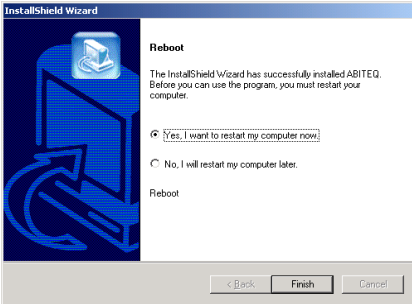 InstallShield Wizard
Reboot
The InstallShield Wizard has successfully installed ABITEQ.
Before you can use the program, you must restart your
computer.
Yes, I want to restart my computer now.
No, I will restart my computer later.
Reboot
< Back
Finish
Cancel